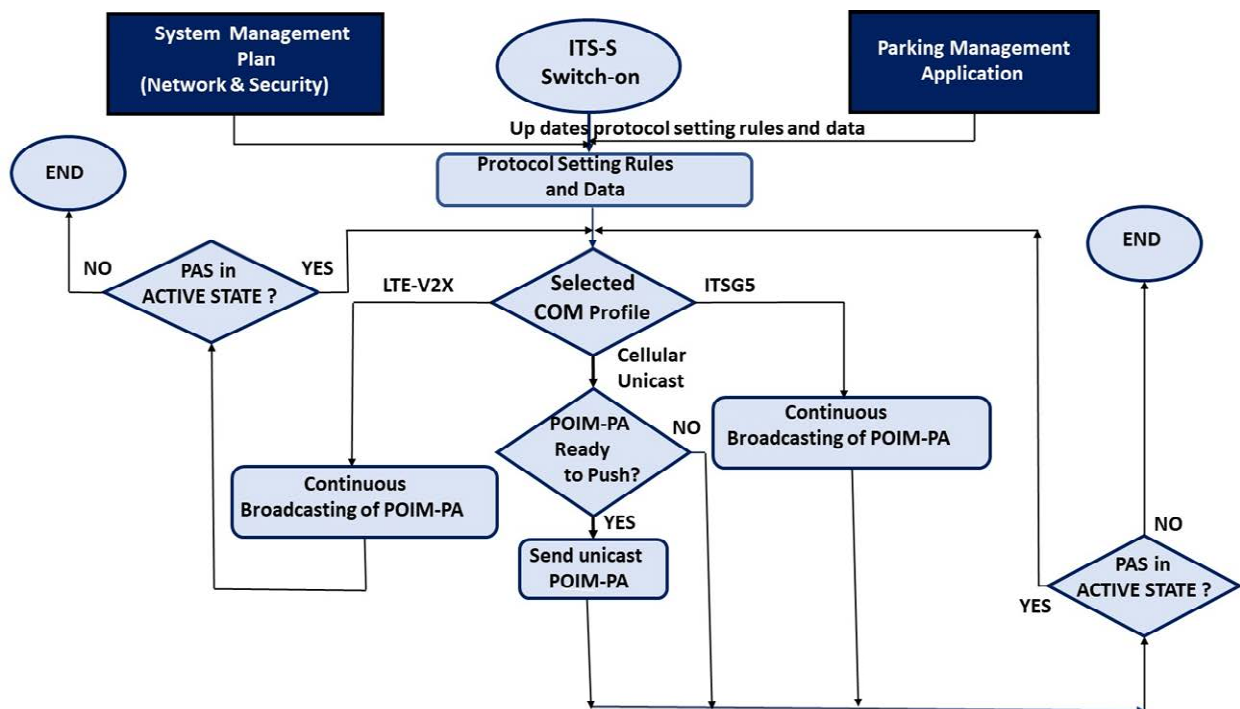 System Management
Plan
(Network & Security)
ITS-S
Switch-on
Parking Management
Application
Up dates protocol setting rules and data
Protocol Setting Rules
and Data
END
NO
PAS in
ACTIVE STATE ?
YES
LTE-V2X
Selected
COM Profile
ITSG5
END
Cellular
Unicast
POIM-PA
Ready
to Push?
NO
YES
Continuous
Broadcasting of POIM-PA
Continuous
Broadcasting of POIM-PA
Send unicast
POIM-PA
NO
PAS in
ACTIVE STATE ?
YES